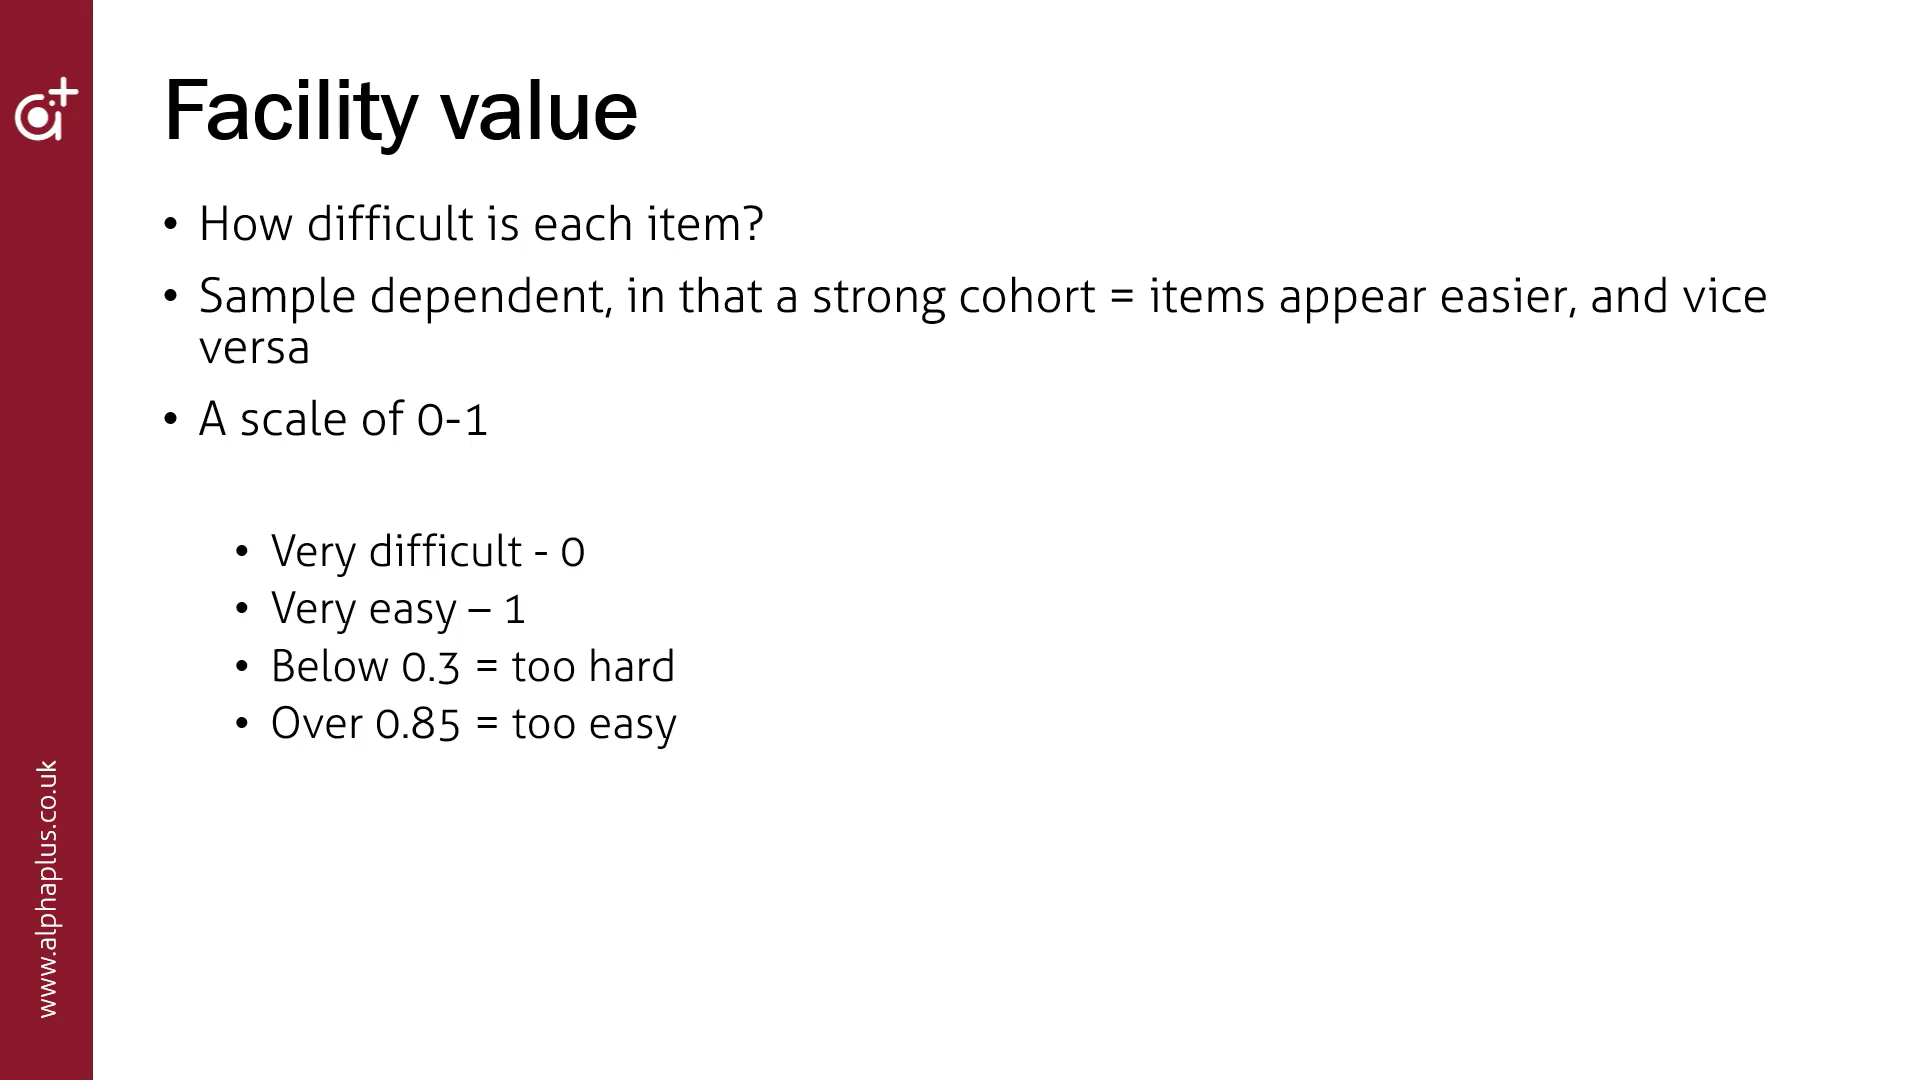 Facility value
• How difficult is each item?
• Sample dependent, in that a strong cohort = items appear easier, and vice
versa
• A scale of 0-1
• Very difficult - 0
• Very easy – 1
• Below 0.3 = too hard
• Over 0.85 = too easy
www.alphaplus.co.uk